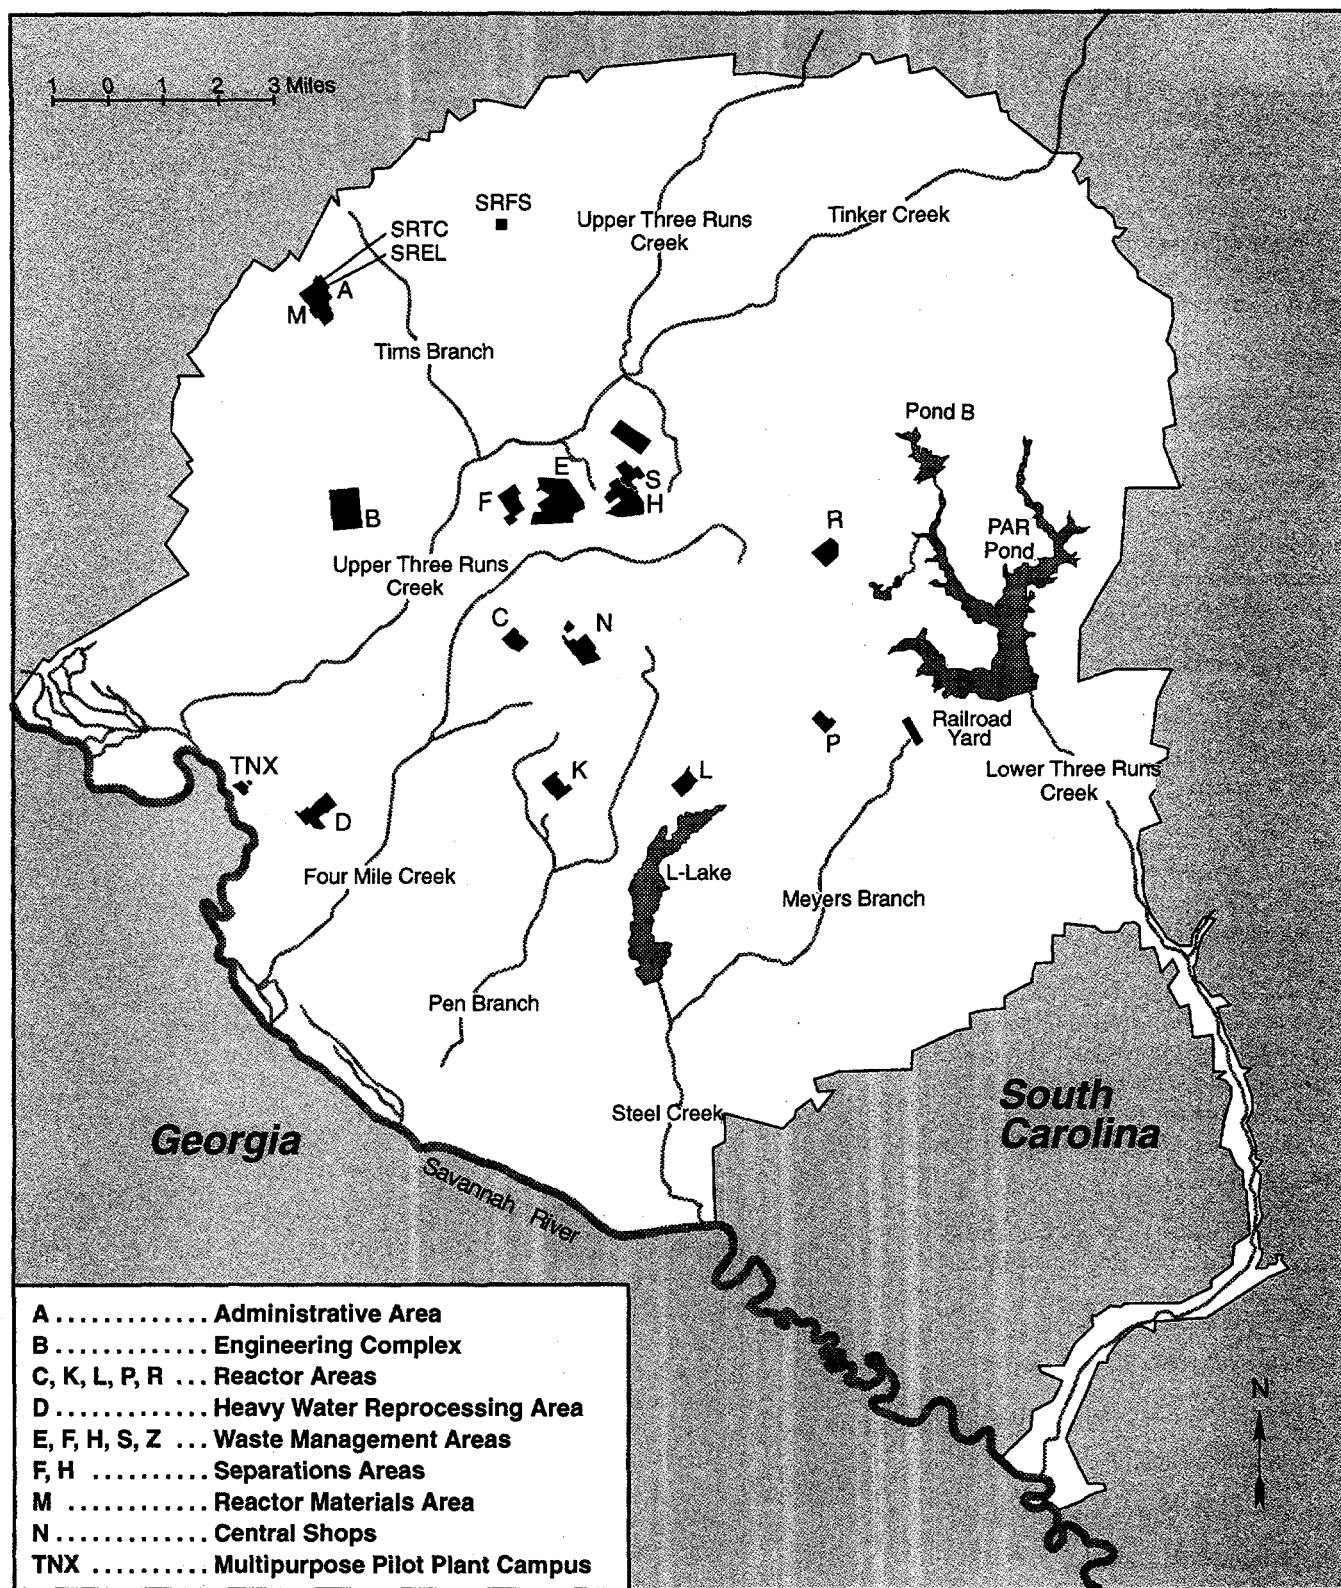 1 0 1 2 3 Miles
SRFS
SRTC
SREL
A
M
Upper Three Runs
Creek
Tinker Creek
Tims Branch
Pond B
E
S
F
H
B
R
PAR
Pond
Upper Three Runs
Creek
C
N
Railroad
Yard
P
TNX
K
L
Lower Three Runs
Creek
D
Four Mile Creek
L-Lake
Meyers Branch
Pen Branch
Steel Creek
South
Carolina
Georgia
Savannah River
N
A ............. Administrative Area
B ............. Engineering Complex
C, K, L, P, R ... Reactor Areas
D ............. Heavy Water Reprocessing Area
E, F, H, S, Z ... Waste Management Areas
F, H .......... Separations Areas
M ............ Reactor Materials Area
N ............. Central Shops
TNX .......... Multipurpose Pilot Plant Campus